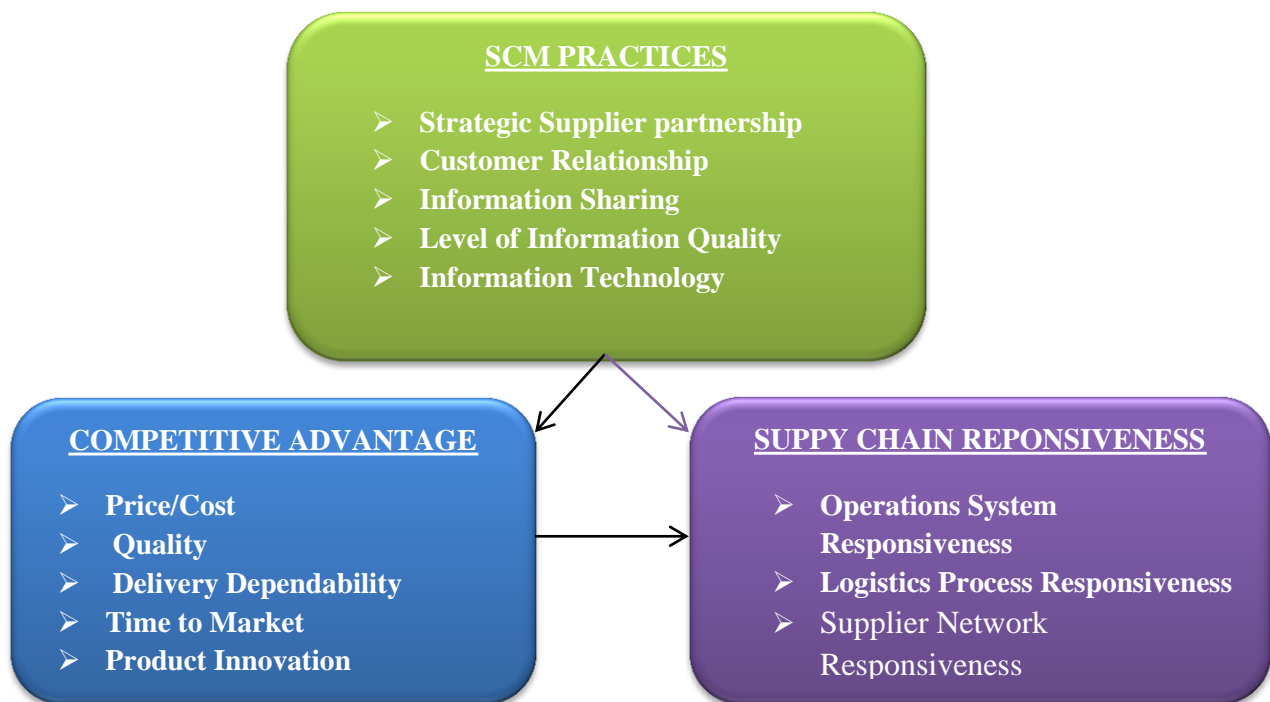 SCM PRACTICES
➢ Strategic Supplier partnership
➢ Customer Relationship
➢ Information Sharing
➢ Level of Information Quality
➢ Information Technology
COMPETITIVE ADVANTAGE
➢ Price/Cost
➢ Quality
➢ Delivery Dependability
➢ Time to Market
➢ Product Innovation
SUPPY CHAIN REPONSIVENESS
➢ Operations System
Responsiveness
➢ Logistics Process Responsiveness
➢ Supplier Network
Responsiveness